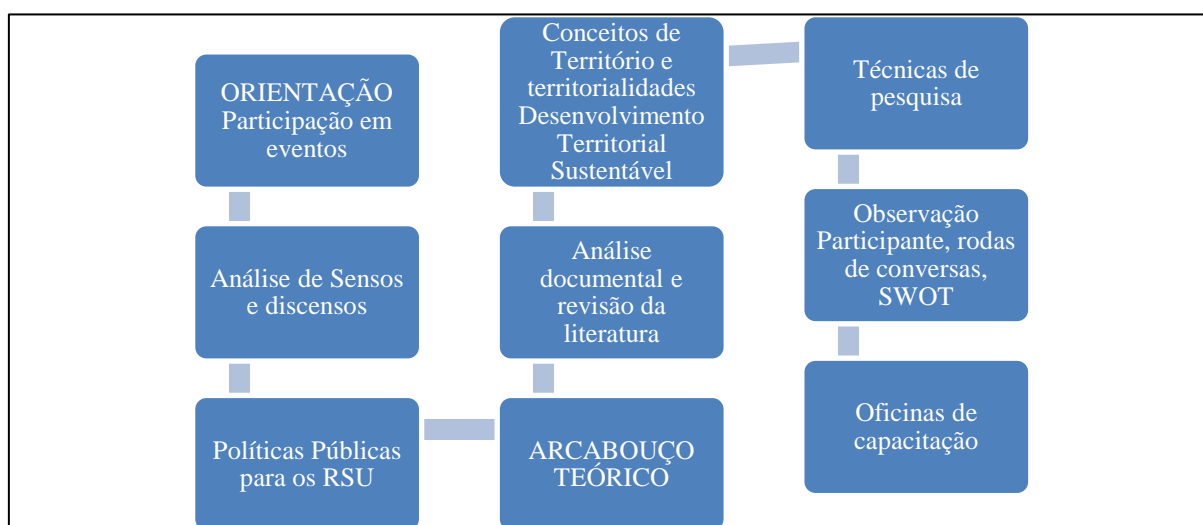 ORIENTAÇÃO
Participação em
eventos
Análise de Sensos
e discensos
Políticas Públicas
para os RSU
ARCABOUÇO
TEÓRICO
Análise
documental e
revisão da
literatura
Conceitos de
Território e
territorialidades
Desenvolvimento
Territorial
Sustentável
Técnicas de
pesquisa
Observação
Participante, rodas
de conversas,
SWOT
Oficinas de
capacitação